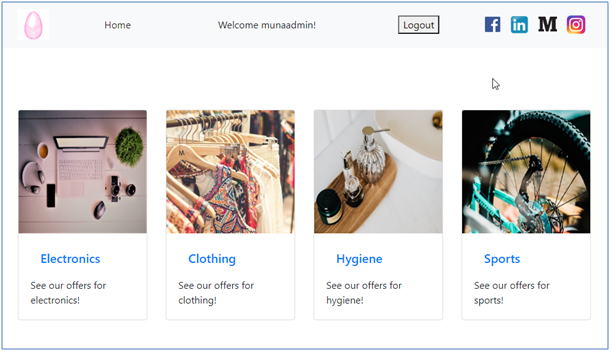 Home
Welcome munaadmin!
Logout
Electronics
See our offers for
electronics!
Clothing
See our offers for
clothing!
Hygiene
See our offers for
hygiene!
Sports
See our offers for
sports!